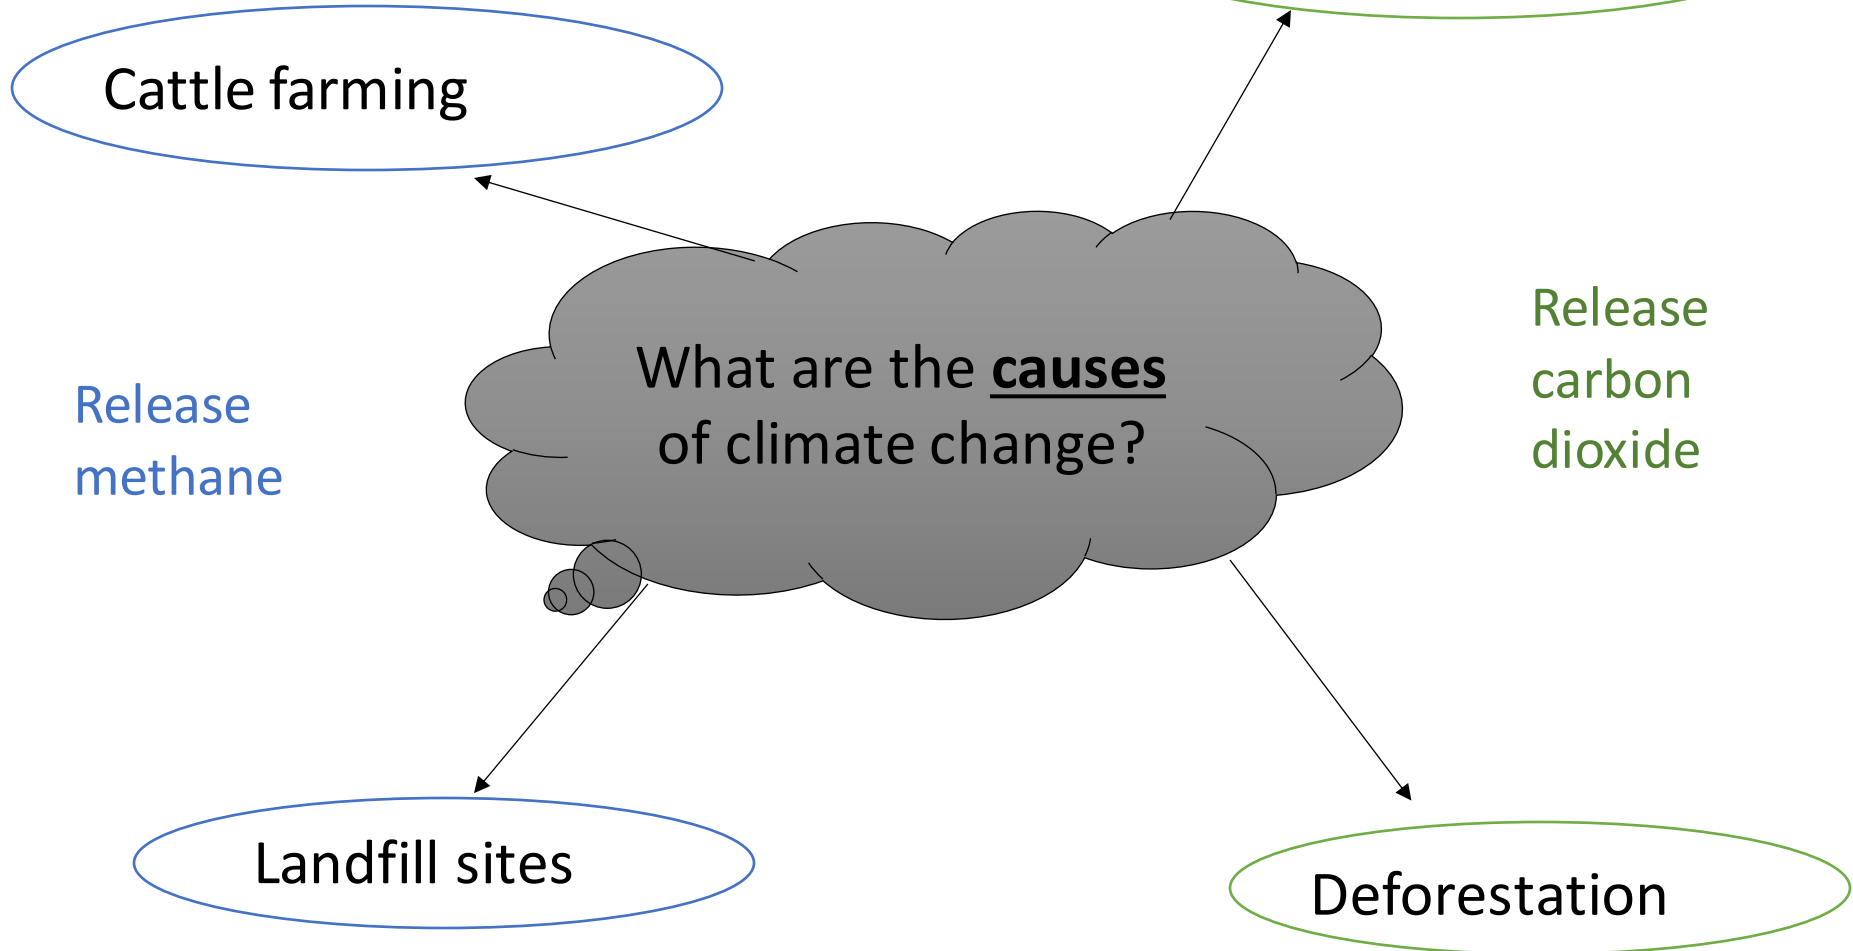 Cattle farming
What are the causes
of climate change?
Release
methane
Release
carbon
dioxide
Landfill sites
Deforestation